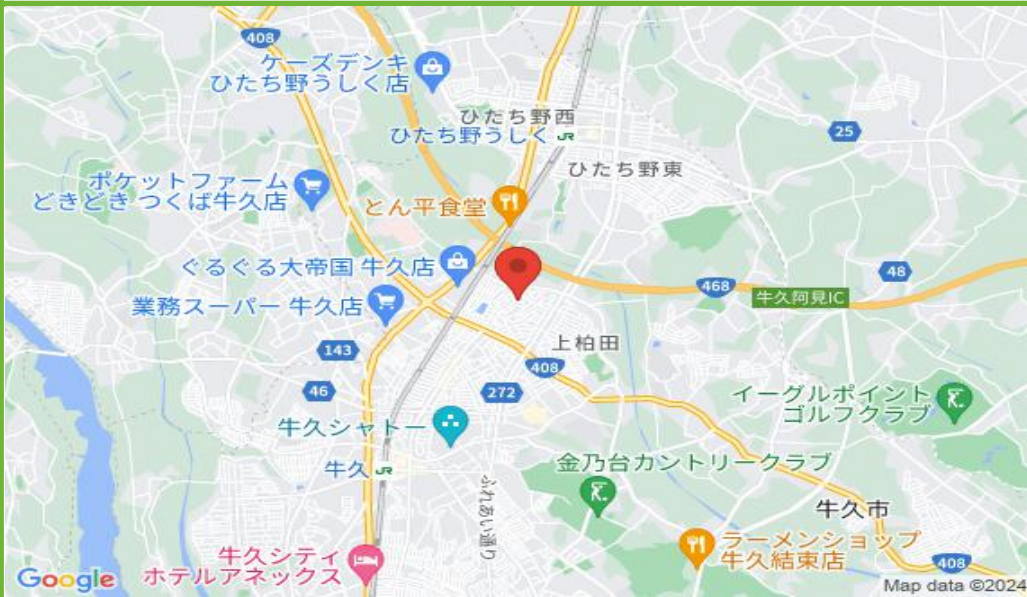 408
ケーズデンキ
ひたち野うしく店
ひたち野西
ひたち野うしく JR
25
ひたち野東
ポケットファーム
どきどき つくば牛久店
とん平食堂
ぐるぐる大帝国 牛久店
48
468
牛久阿見IC
業務スーパー 牛久店
上柏田
143
408
46
272
イーグルポイント
ゴルフクラブ
牛久シャトー
牛久 JR
金乃台カントリークラブ
ふれあい通り
牛久市
ラーメンショップ
牛久結束店
牛久シティ
ホテルアネックス
408
Google
Map data ©2024